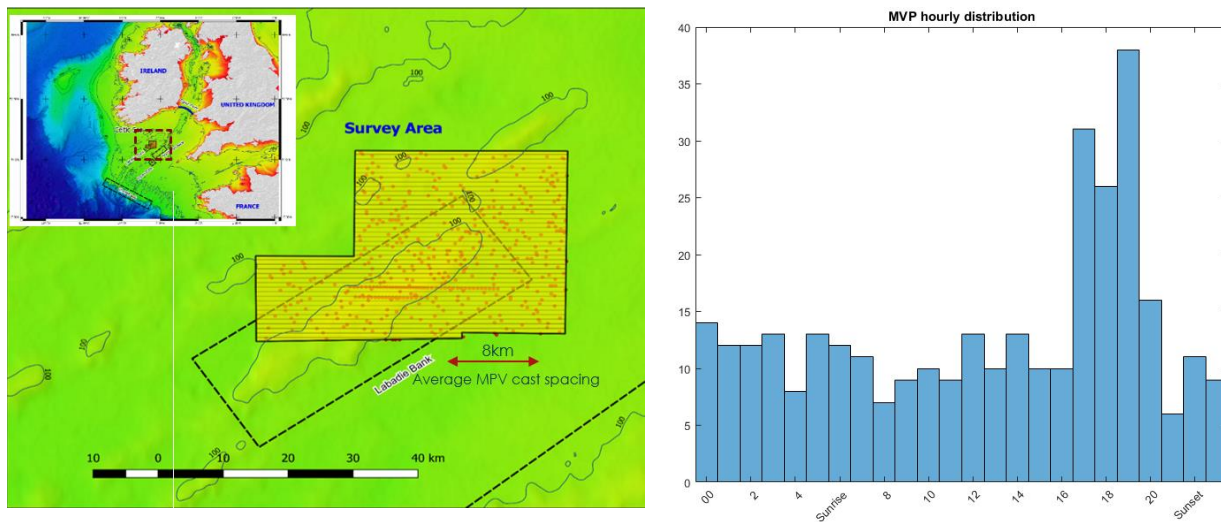 IRELAND
UNITED KINGDOM
FRANCE
Survey Area
100
100
100
100
100
100
100
100
100
100
100
Labadie Bank
8km
Average MPV cast spacing
10 0 10 20 30 40 km
MVP hourly distribution
40
35
30
25
20
15
10
5
0
00 2 4 Sunrise 8 10 12 14 16 18 20 Sunset